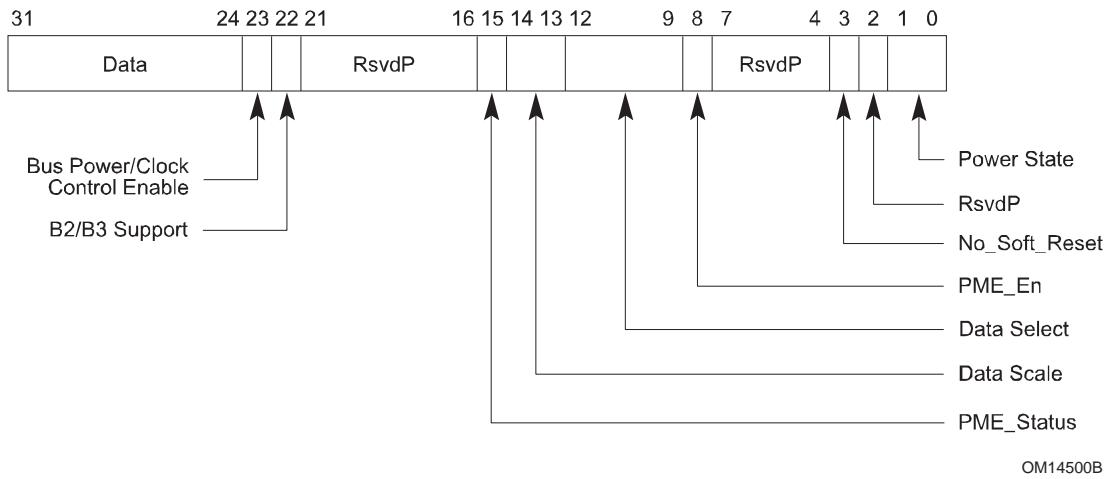 31 24 23 22 21 16 15 14 13 12 9 8 7 4 3 2 1 0
Data RsvdP RsvdP
Bus Power/Clock
Control Enable
B2/B3 Support
Power State
RsvdP
No_Soft_Reset
PME_En
Data Select
Data Scale
PME_Status
OM14500B